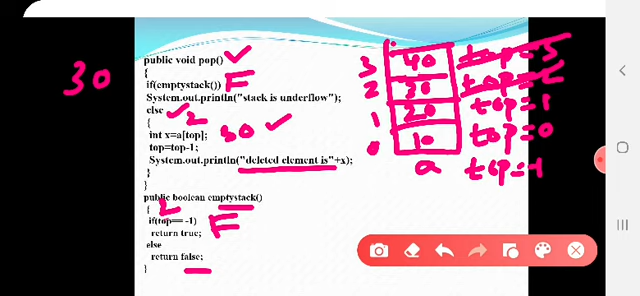 public void pop()
{
if(emptystack()) F
System.out.println("stack is underflow");
else 2
{
int x=a[top]; 30
top=top-1;
System.out.println("deleted element is"+x);
}
}
public boolean emptystack()
{ 2
if(top== -1) F
return true;
else
return false;
}
30
3 40
2 30
1 20 top=1
0 10 top=0
a top=-1